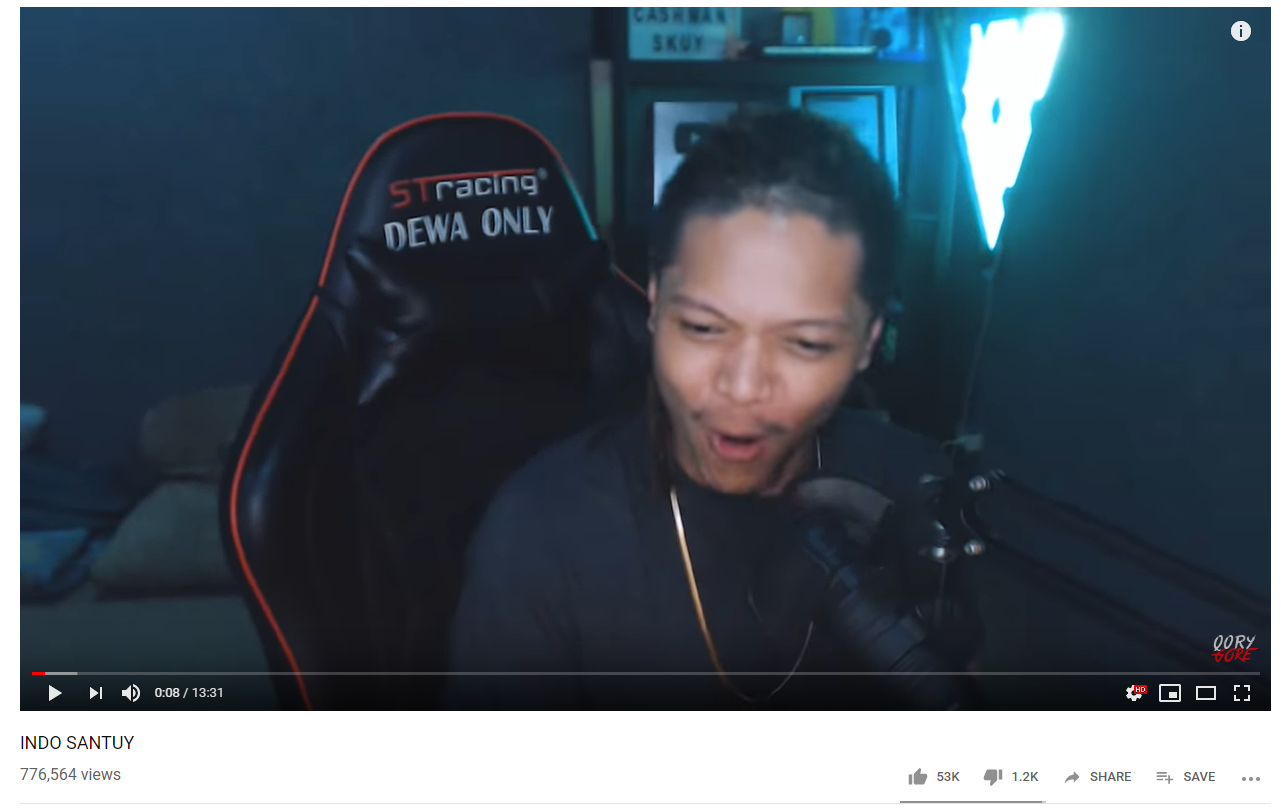 CASHMAN
SKUY
STracing®
DEWA ONLY
QORY
GORE
0:08 / 13:31
HD
INDO SANTUY
776,564 views
53K
1.2K
SHARE
SAVE